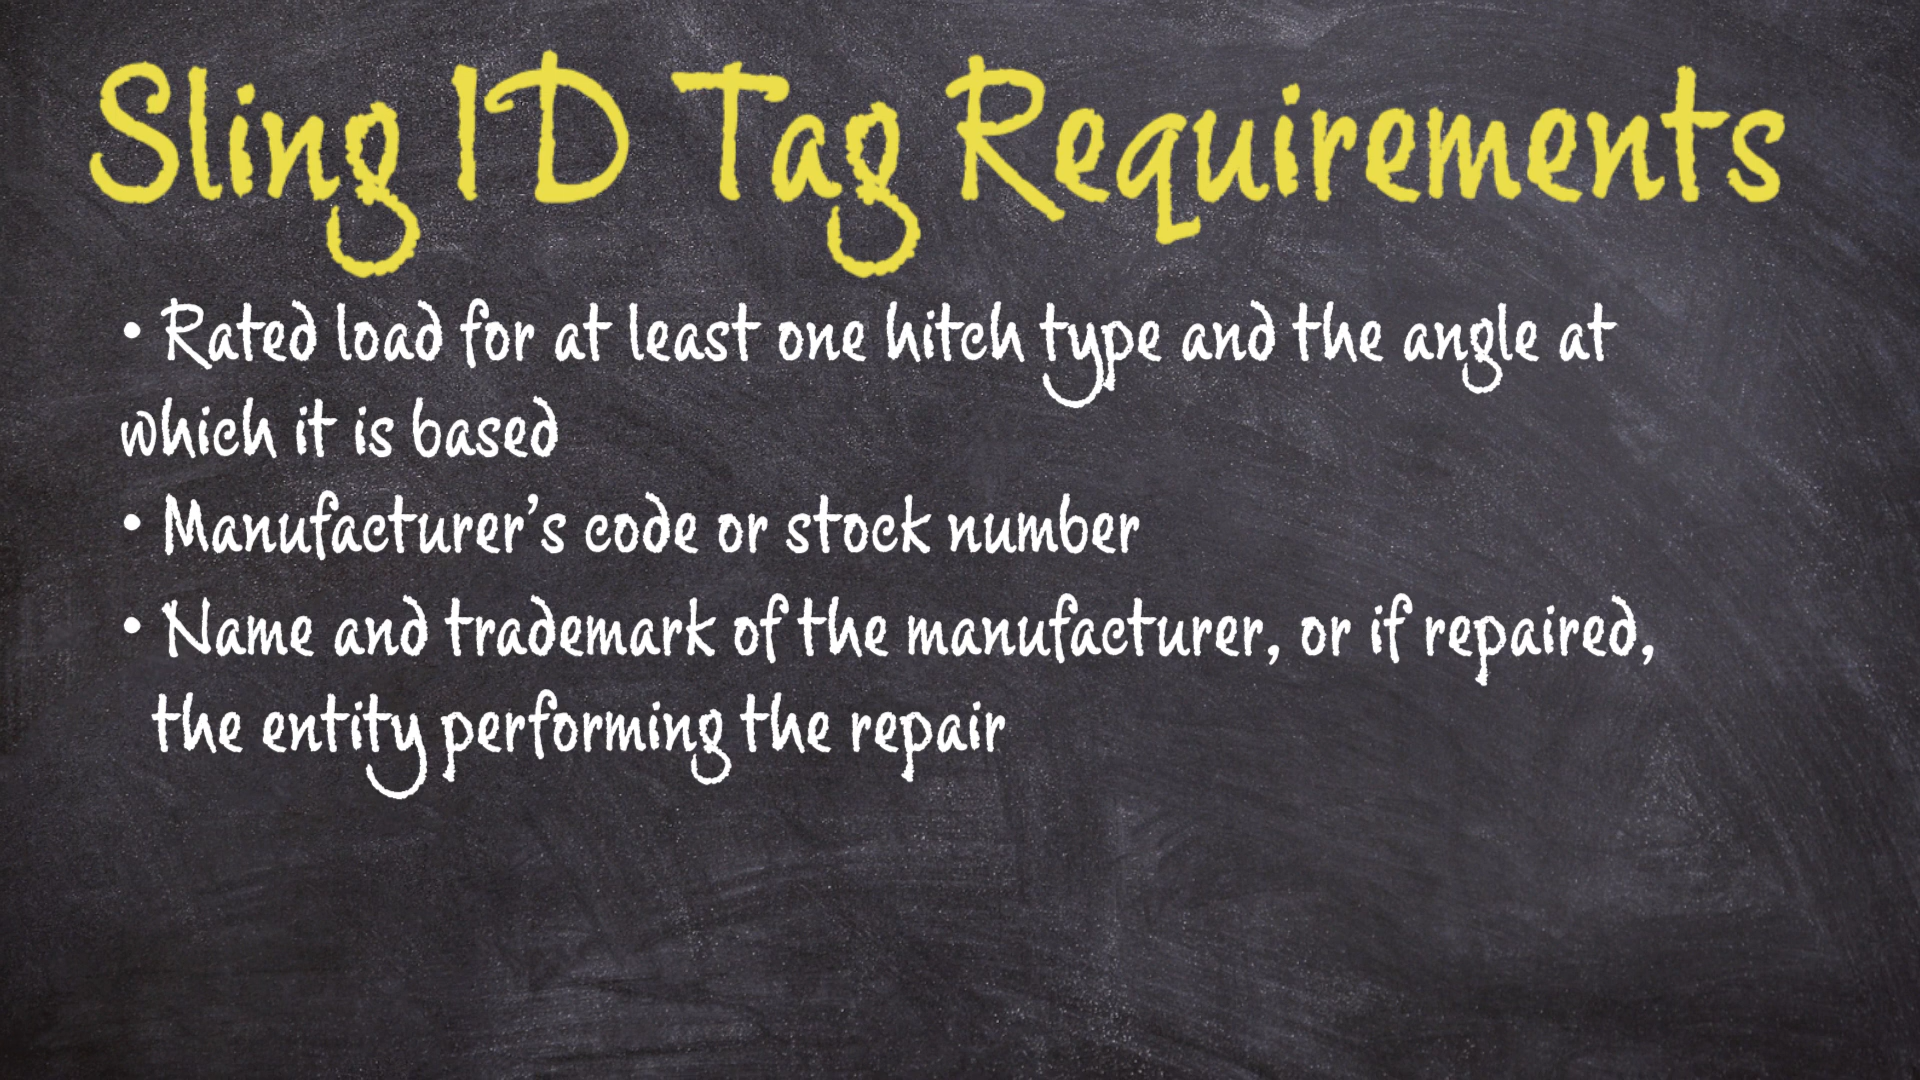 Sling ID Tag Requirements
• Rated load for at least one hitch type and the angle at
which it is based
• Manufacturer’s code or stock number
• Name and trademark of the manufacturer, or if repaired,
the entity performing the repair